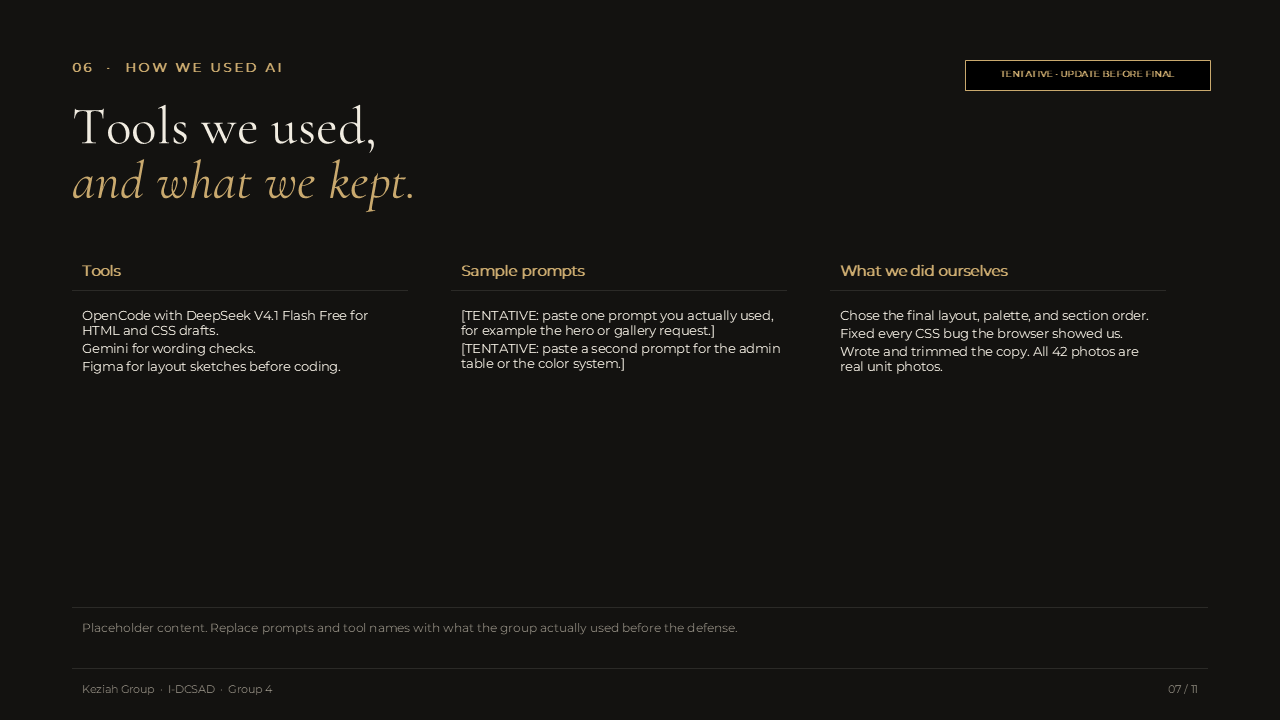 06 · HOW WE USED AI
TENTATIVE · UPDATE BEFORE FINAL
Tools we used,
and what we kept.
Tools
OpenCode with DeepSeek V4.1 Flash Free for
HTML and CSS drafts.
Gemini for wording checks.
Figma for layout sketches before coding.
Sample prompts
[TENTATIVE: paste one prompt you actually used,
for example the hero or gallery request.]
[TENTATIVE: paste a second prompt for the admin
table or the color system.]
What we did ourselves
Chose the final layout, palette, and section order.
Fixed every CSS bug the browser showed us.
Wrote and trimmed the copy. All 42 photos are
real unit photos.
Placeholder content. Replace prompts and tool names with what the group actually used before the defense.
Keziah Group · I-DCSAD · Group 4
07 / 11